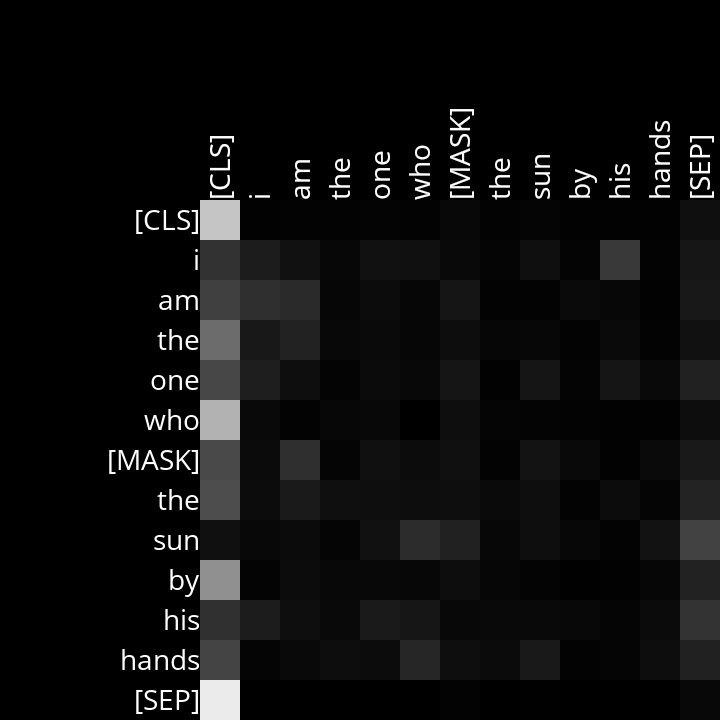 [CLS] i am the one who [MASK] the sun by his hands [SEP]
[CLS]
i
am
the
one
who
[MASK]
the
sun
by
his
hands
[SEP]